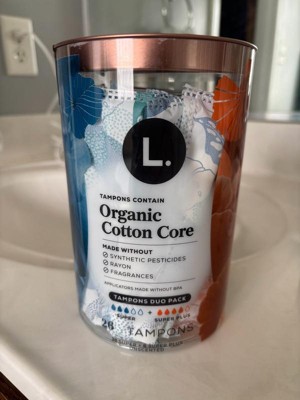 L.
TAMPONS CONTAIN
Organic
Cotton Core
MADE WITHOUT
SYNTHETIC PESTICIDES
RAYON
FRAGRANCES
APPLICATORS MADE WITHOUT BPA
TAMPONS DUO PACK
SUPER + SUPER PLUS
TAMPONS
UNSCENTED